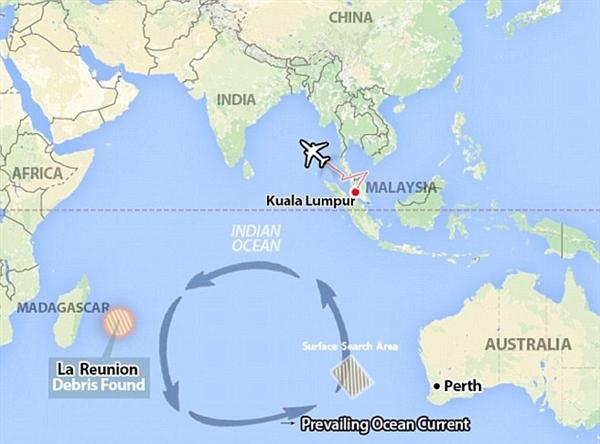 CHINA
INDIA
AFRICA
MALAYSIA
Kuala Lumpur
INDIAN
OCEAN
MADAGASCAR
La Reunion
Debris Found
Surface Search Area
AUSTRALIA
Perth
Prevailing Ocean Current